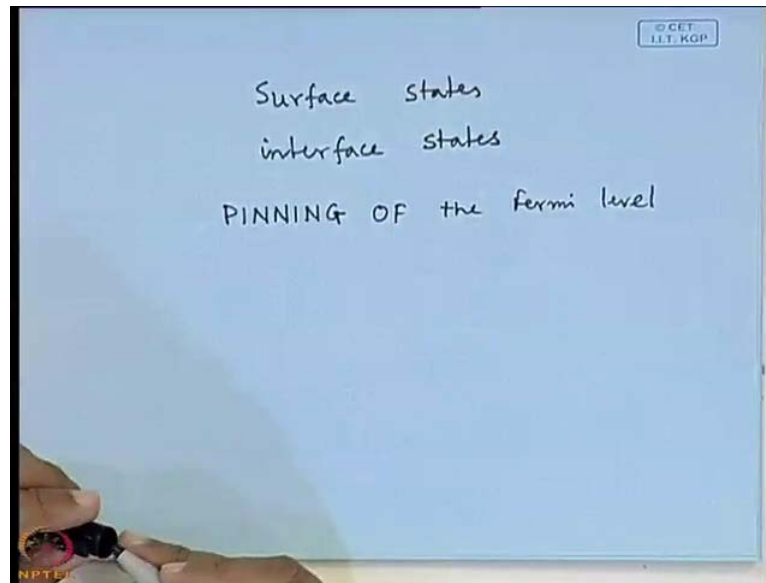 © CET
I.I.T. KGP
Surface states
interface states
PINNING OF the fermi level
NPTEL